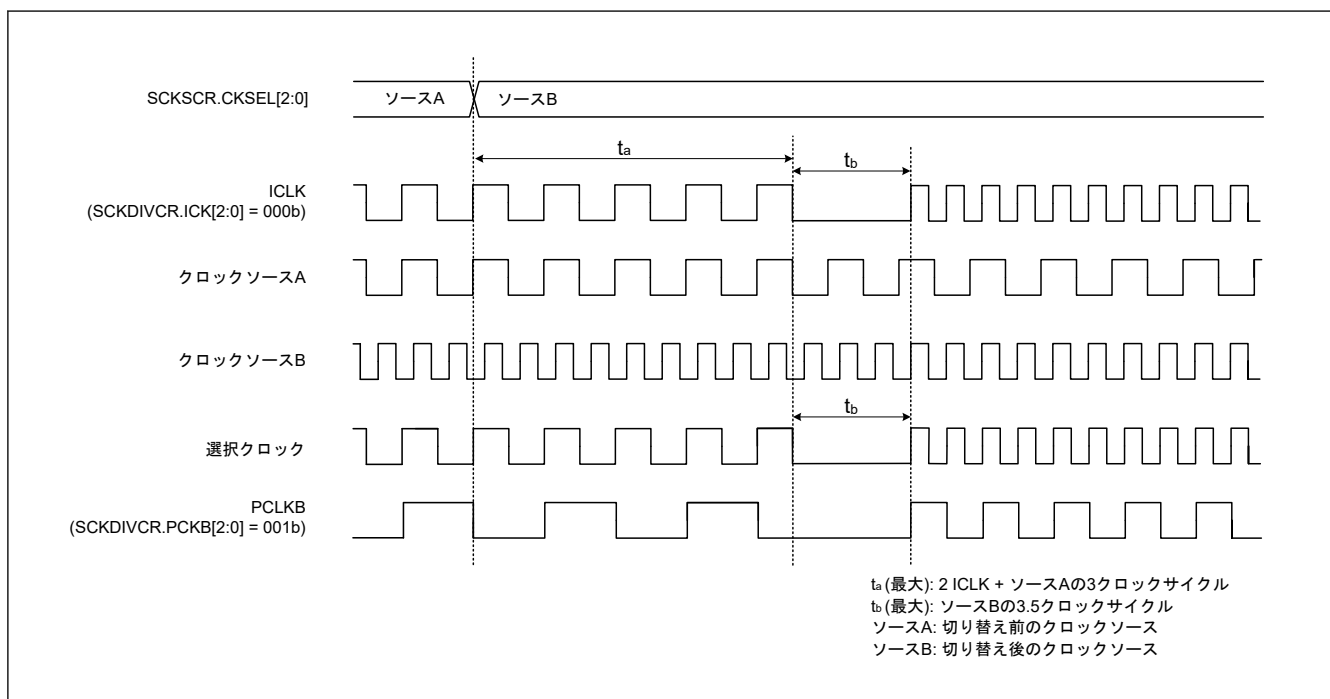 SCKSCR.CKSEL[2:0]
ソースA
ソースB
ta
tb
ICLK
(SCKDIVCR.ICK[2:0] = 000b)
クロックソースA
クロックソースB
tb
選択クロック
PCLKB
(SCKDIVCR.PCKB[2:0] = 001b)
ta (最大): 2 ICLK + ソースAの3クロックサイクル
tb (最大): ソースBの3.5クロックサイクル
ソースA: 切り替え前のクロックソース
ソースB: 切り替え後のクロックソース